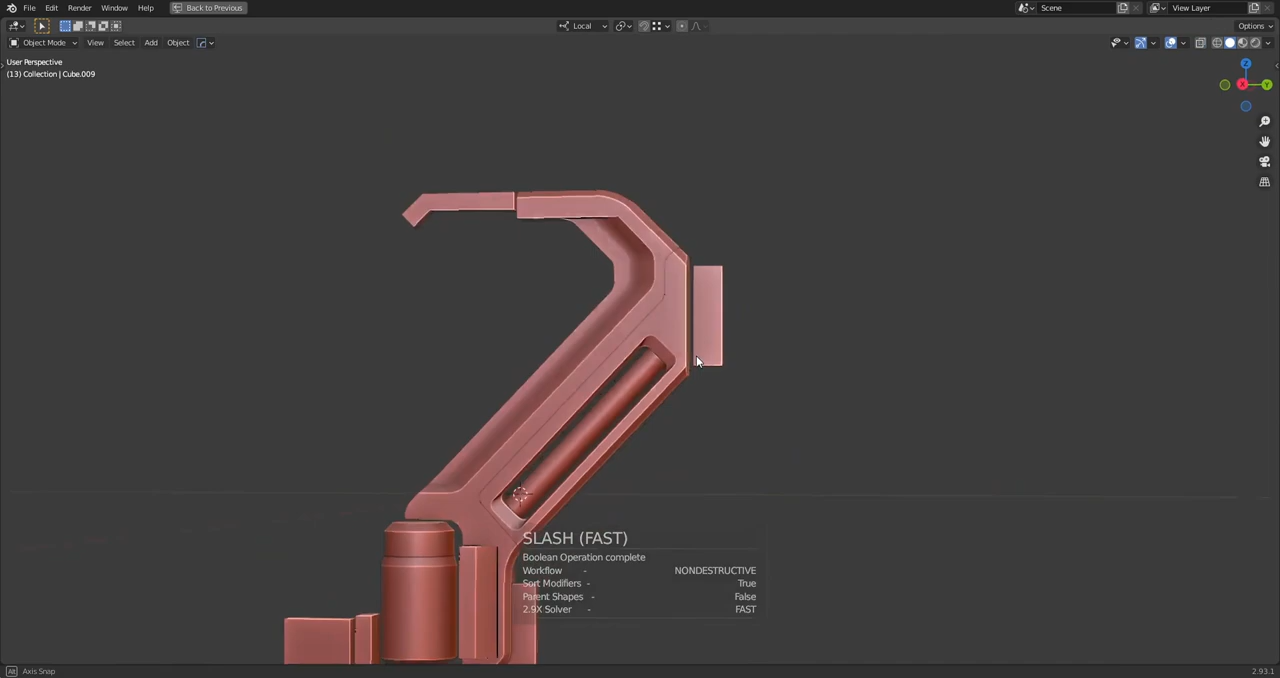 File Edit Render Window Help Back to Previous Scene View Layer
Local Options
Object Mode View Select Add Object
User Perspective
(13) Collection | Cube.009
Z
X Y
SLASH (FAST)
Boolean Operation complete
Workflow - NONDESTRUCTIVE
Sort Modifiers - True
Parent Shapes - False
2.9X Solver - FAST
Alt Axis Snap 2.93.1